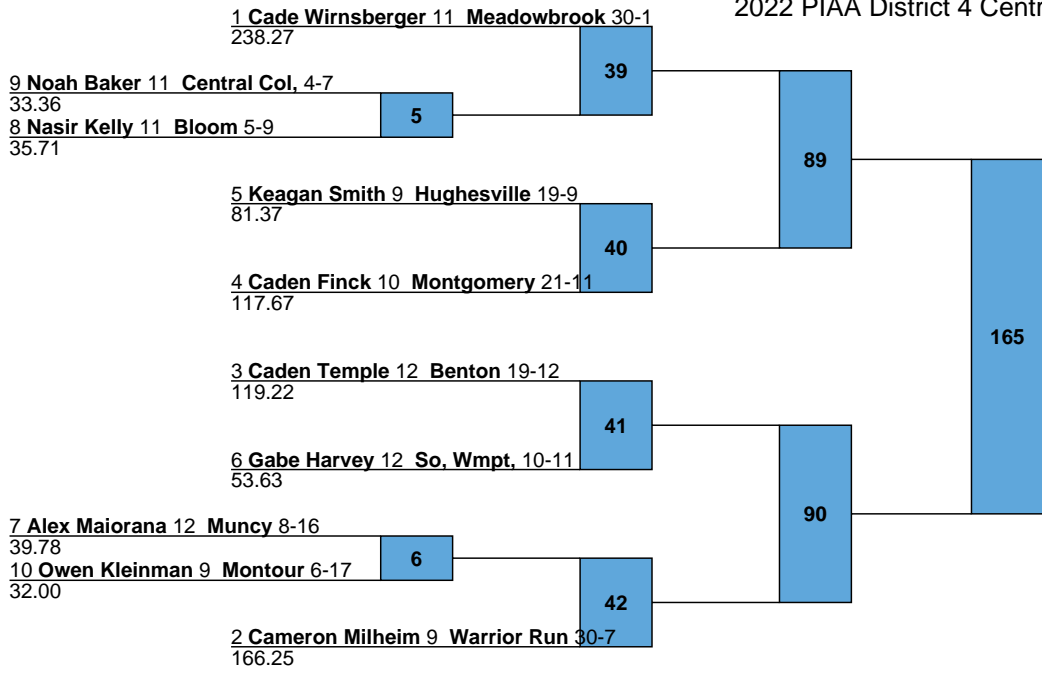 2022 PIAA District 4 Centr
1 Cade Wirnsberger 11 Meadowbrook 30-1
238.27
39
9 Noah Baker 11 Central Col, 4-7
33.36
5
8 Nasir Kelly 11 Bloom 5-9
35.71
89
5 Keagan Smith 9 Hughesville 19-9
81.37
40
4 Caden Finck 10 Montgomery 21-11
117.67
165
3 Caden Temple 12 Benton 19-12
119.22
41
6 Gabe Harvey 12 So, Wmpt, 10-11
53.63
90
7 Alex Maiorana 12 Muncy 8-16
39.78
6
10 Owen Kleinman 9 Montour 6-17
32.00
42
2 Cameron Milheim 9 Warrior Run 30-7
166.25